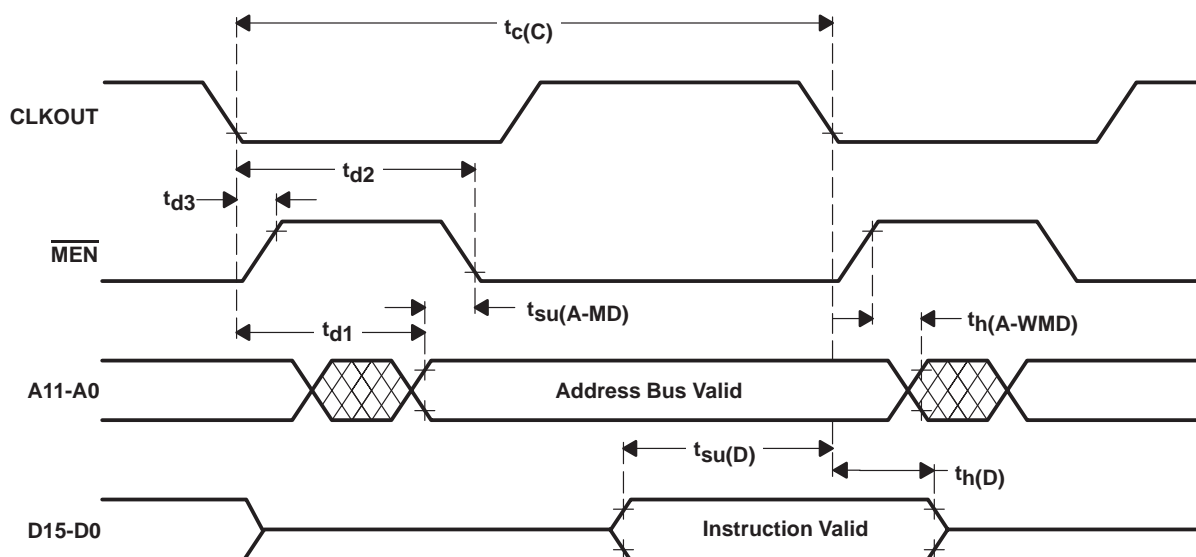 tc(C)
CLKOUT
td2
td3
MEN
tsu(A-MD)
td1
th(A-WMD)
A11-A0
Address Bus Valid
tsu(D)
th(D)
D15-D0
Instruction Valid